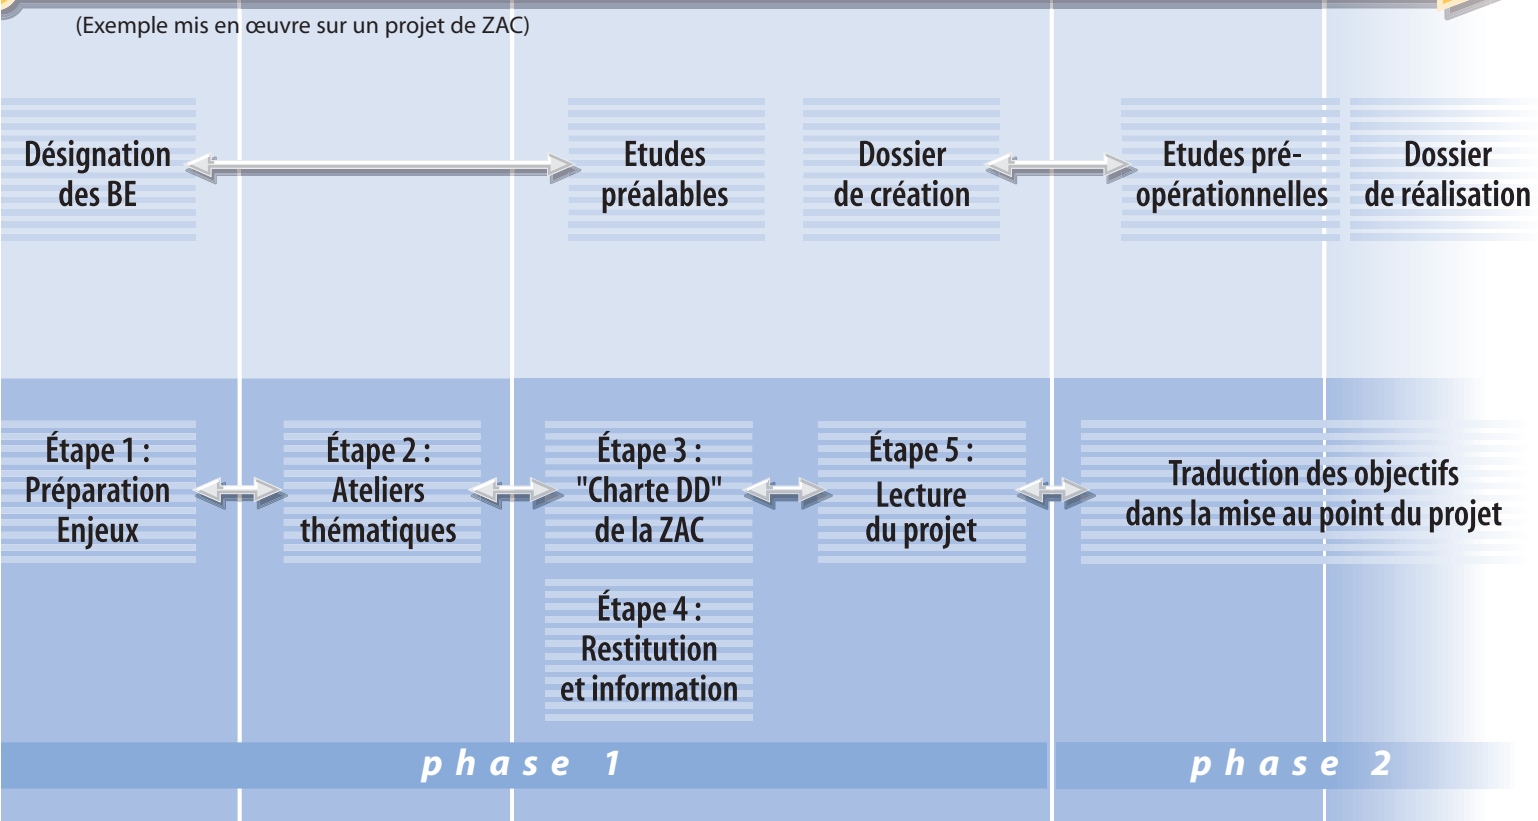 (Exemple mis en œuvre sur un projet de ZAC)
Désignation
des BE
Etudes
préalables
Dossier
de création
Etudes pré-
opérationnelles
Dossier
de réalisation
Étape 1 :
Préparation
Enjeux
Étape 2 :
Ateliers
thématiques
Étape 3 :
"Charte DD"
de la ZAC
Étape 4 :
Restitution
et information
Étape 5 :
Lecture
du projet
Traduction des objectifs
dans la mise au point du projet
phase 1
phase 2